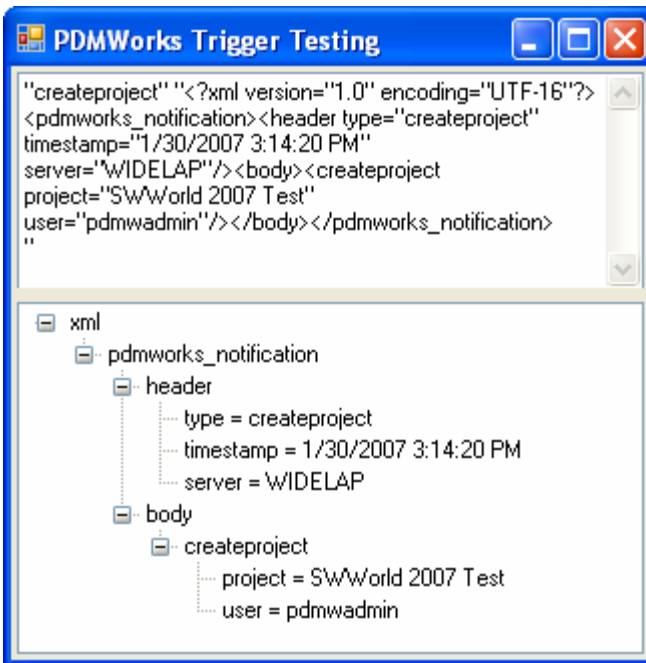 PDMWorks Trigger Testing
"createproject" "<?xml version="1.0" encoding="UTF-16"?>
<pdmworks_notification><header type="createproject"
timestamp="1/30/2007 3:14:20 PM"
server="WIDELAP"/><body><createproject
project="SWWorld 2007 Test"
user="pdmwadmin"/></body></pdmworks_notification>
"
xml
pdmworks_notification
header
type = createproject
timestamp = 1/30/2007 3:14:20 PM
server = WIDELAP
body
createproject
project = SWWorld 2007 Test
user = pdmwadmin